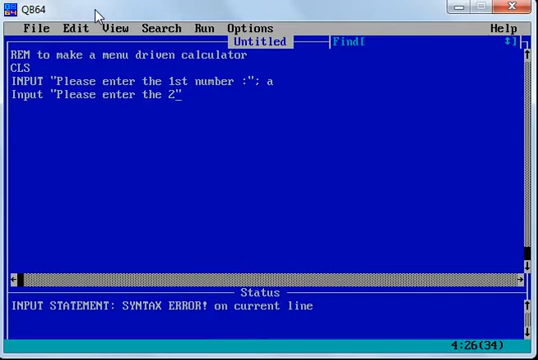 QB64
File Edit View Search Run Options Help
Untitled Find[ ]
REM to make a menu driven calculator
CLS
INPUT "Please enter the 1st number :"; a
Input "Please enter the 2_
Status
INPUT STATEMENT: SYNTAX ERROR! on current line
4:26(34)